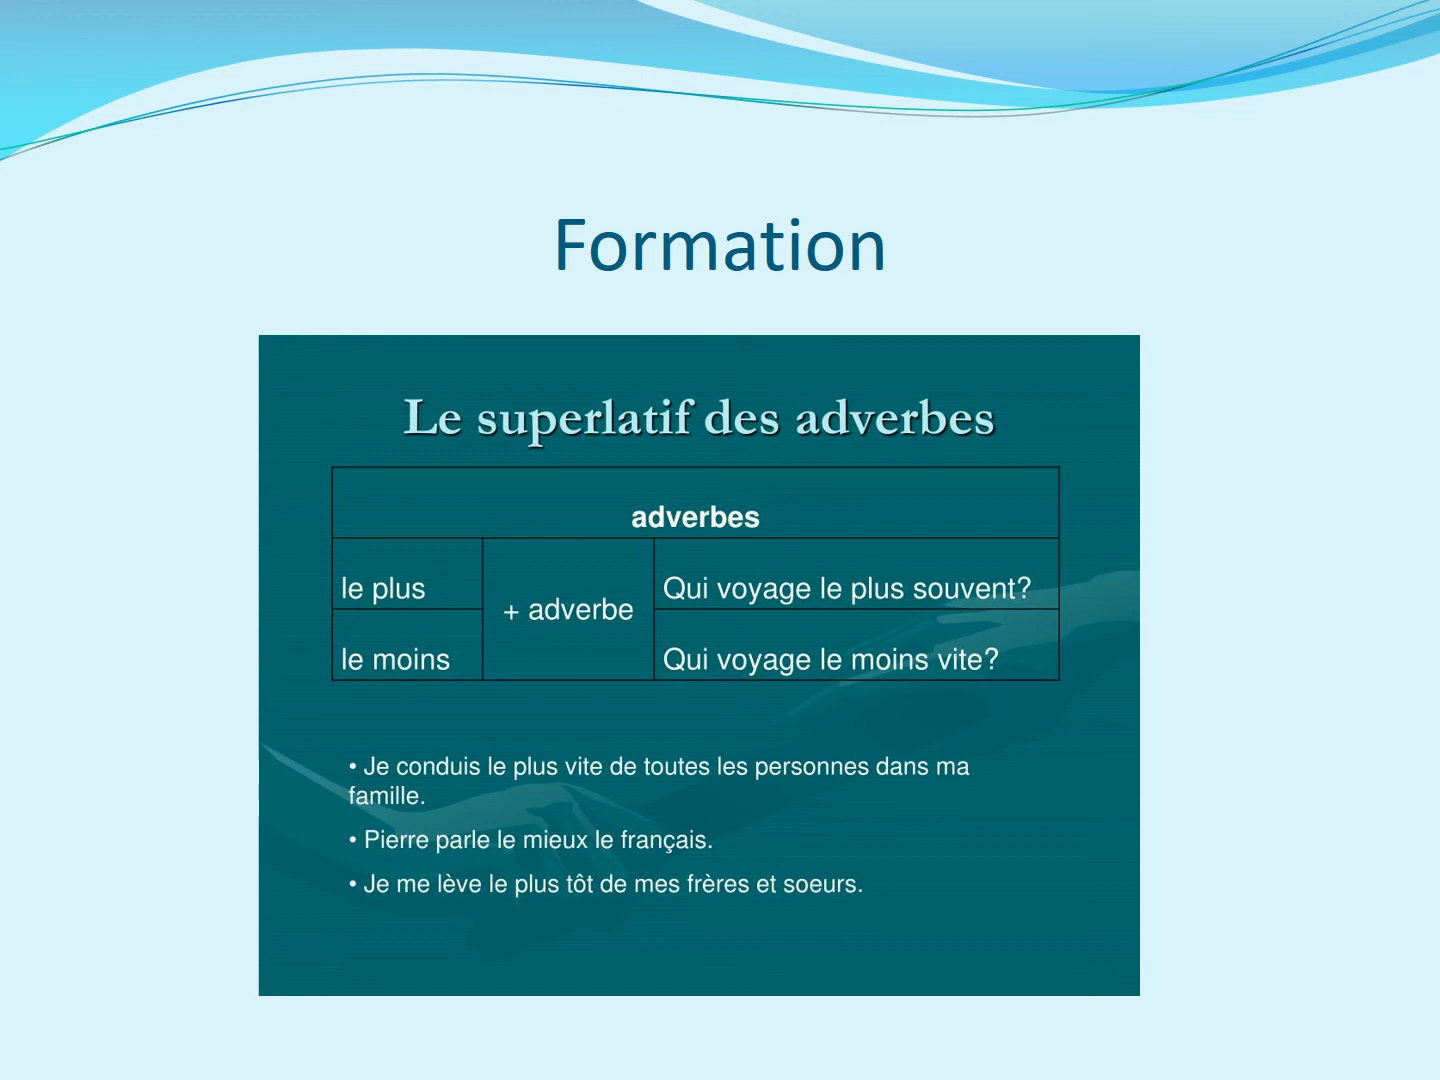 Formation
Le superlatif des adverbes
adverbes
le plus
+ adverbe
Qui voyage le plus souvent?
le moins
Qui voyage le moins vite?
• Je conduis le plus vite de toutes les personnes dans ma
famille.
• Pierre parle le mieux le français.
• Je me lève le plus tôt de mes frères et soeurs.